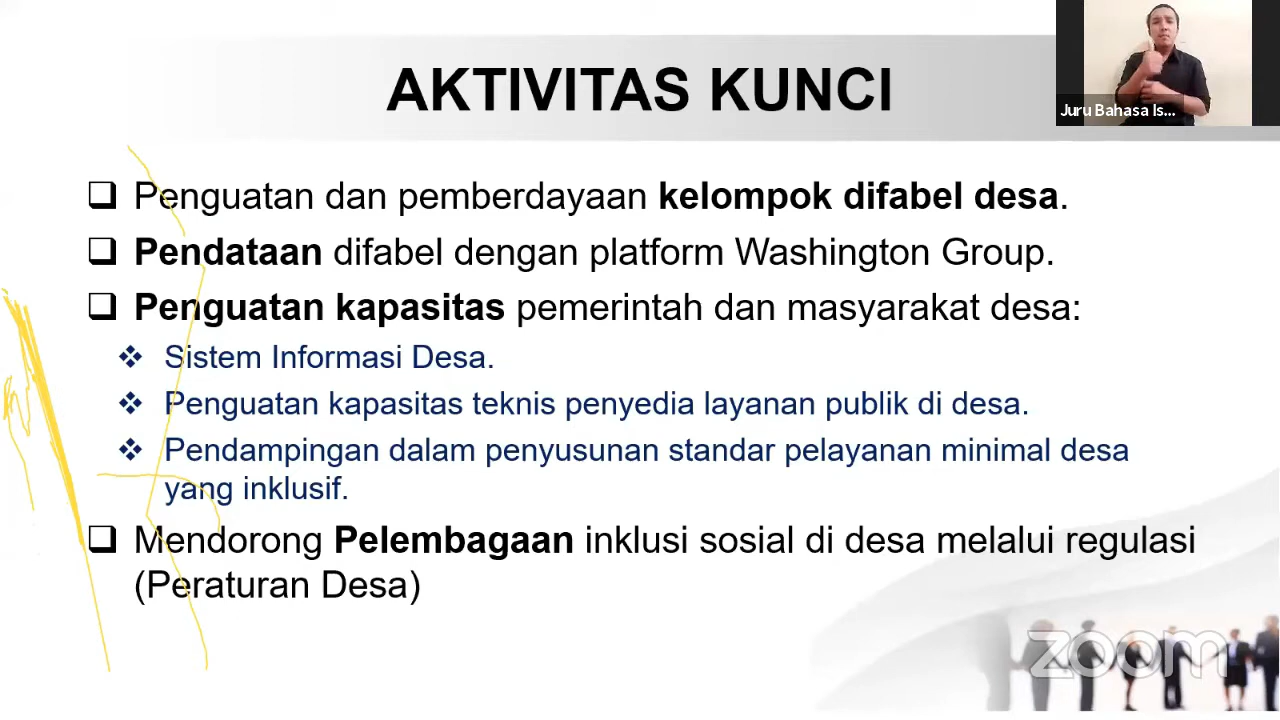 AKTIVITAS KUNCI
Juru Bahasa Is...
Penguatan dan pemberdayaan kelompok difabel desa.
Pendataan difabel dengan platform Washington Group.
Penguatan kapasitas pemerintah dan masyarakat desa:
Sistem Informasi Desa.
Penguatan kapasitas teknis penyedia layanan publik di desa.
Pendampingan dalam penyusunan standar pelayanan minimal desa
yang inklusif.
Mendorong Pelembagaan inklusi sosial di desa melalui regulasi
(Peraturan Desa)
zoom